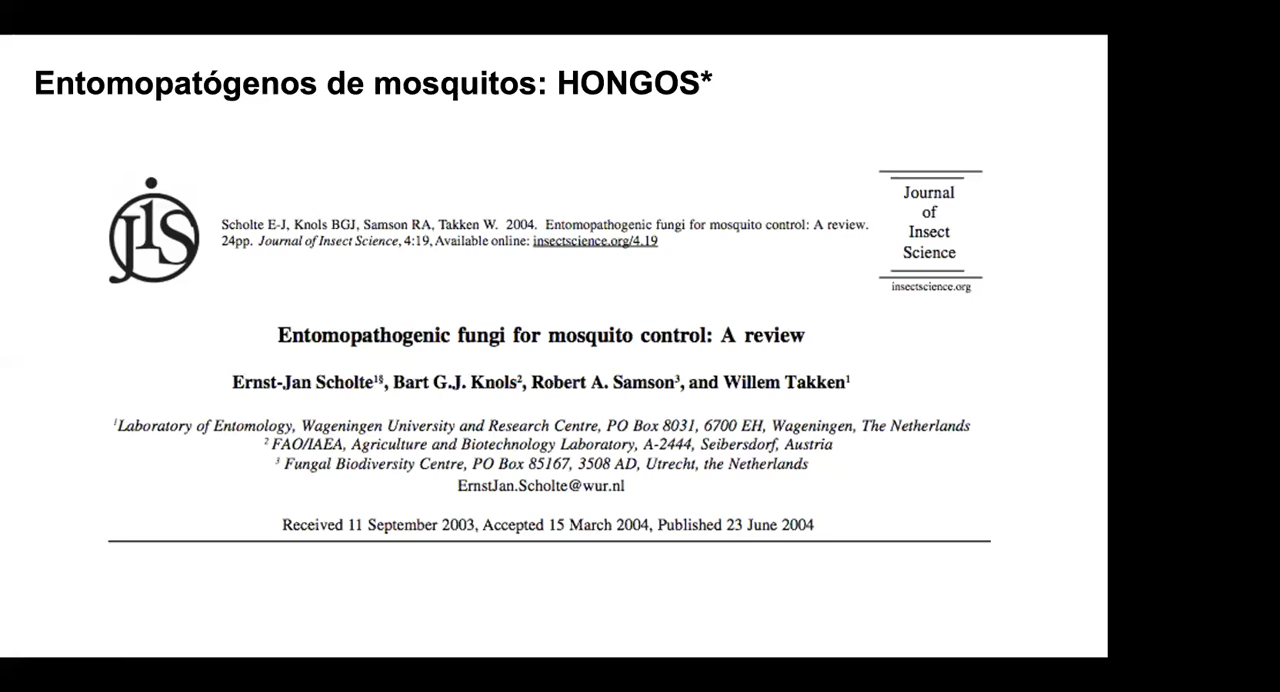 Entomopatógenos de mosquitos: HONGOS*
JIS
Scholte E-J, Knols BGJ, Samson RA, Takken W. 2004. Entomopathogenic fungi for mosquito control: A review.
24pp. Journal of Insect Science, 4:19, Available online: insectscience.org/4.19
Journal
of
Insect
Science
insectscience.org
Entomopathogenic fungi for mosquito control: A review
Ernst-Jan Scholte¹§, Bart G.J. Knols², Robert A. Samson³, and Willem Takken¹
¹Laboratory of Entomology, Wageningen University and Research Centre, PO Box 8031, 6700 EH, Wageningen, The Netherlands
² FAO/IAEA, Agriculture and Biotechnology Laboratory, A-2444, Seibersdorf, Austria
³ Fungal Biodiversity Centre, PO Box 85167, 3508 AD, Utrecht, the Netherlands
ErnstJan.Scholte@wur.nl
Received 11 September 2003, Accepted 15 March 2004, Published 23 June 2004